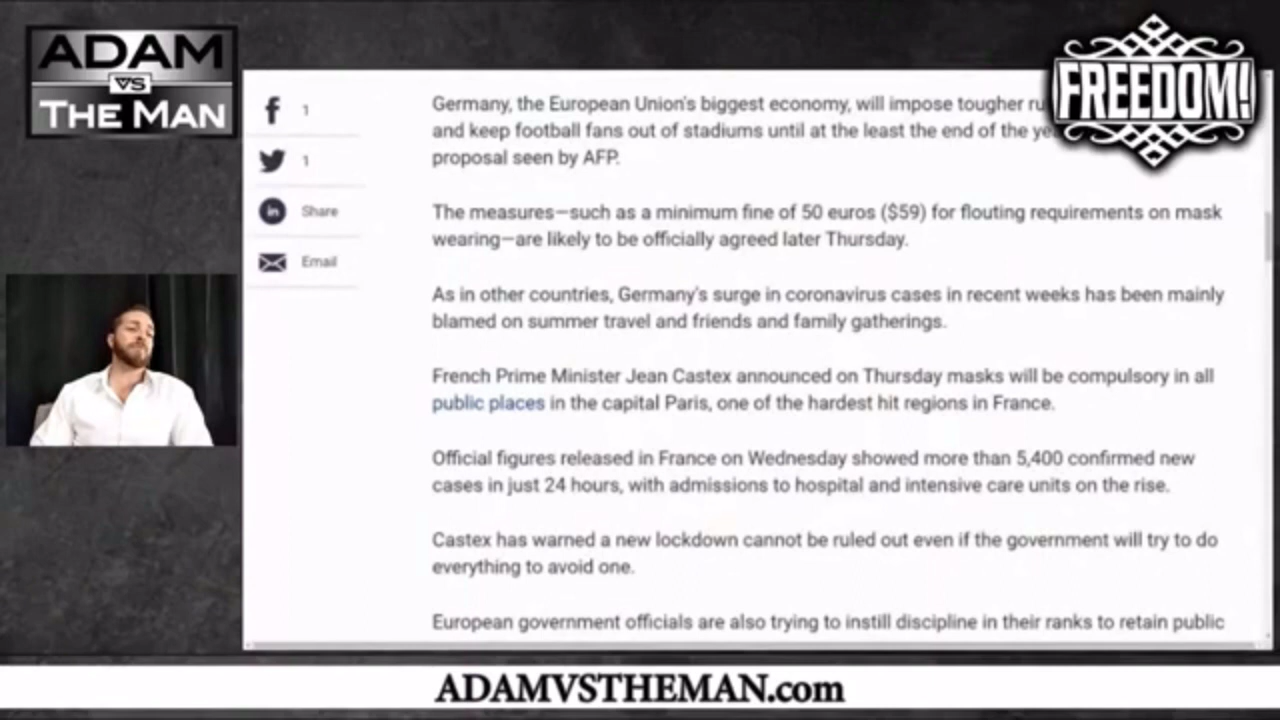 ADAM
VS
THE MAN
FREEDOM!
1
1
Share
Email
Germany, the European Union's biggest economy, will impose tougher
and keep football fans out of stadiums until at the least the end of the
proposal seen by AFP.
The measures—such as a minimum fine of 50 euros ($59) for flouting requirements on mask
wearing—are likely to be officially agreed later Thursday.
As in other countries, Germany's surge in coronavirus cases in recent weeks has been mainly
blamed on summer travel and friends and family gatherings.
French Prime Minister Jean Castex announced on Thursday masks will be compulsory in all
public places in the capital Paris, one of the hardest hit regions in France.
Official figures released in France on Wednesday showed more than 5,400 confirmed new
cases in just 24 hours, with admissions to hospital and intensive care units on the rise.
Castex has warned a new lockdown cannot be ruled out even if the government will try to do
everything to avoid one.
European government officials are also trying to instill discipline in their ranks to retain public
ADAMVSTHEMAN.com